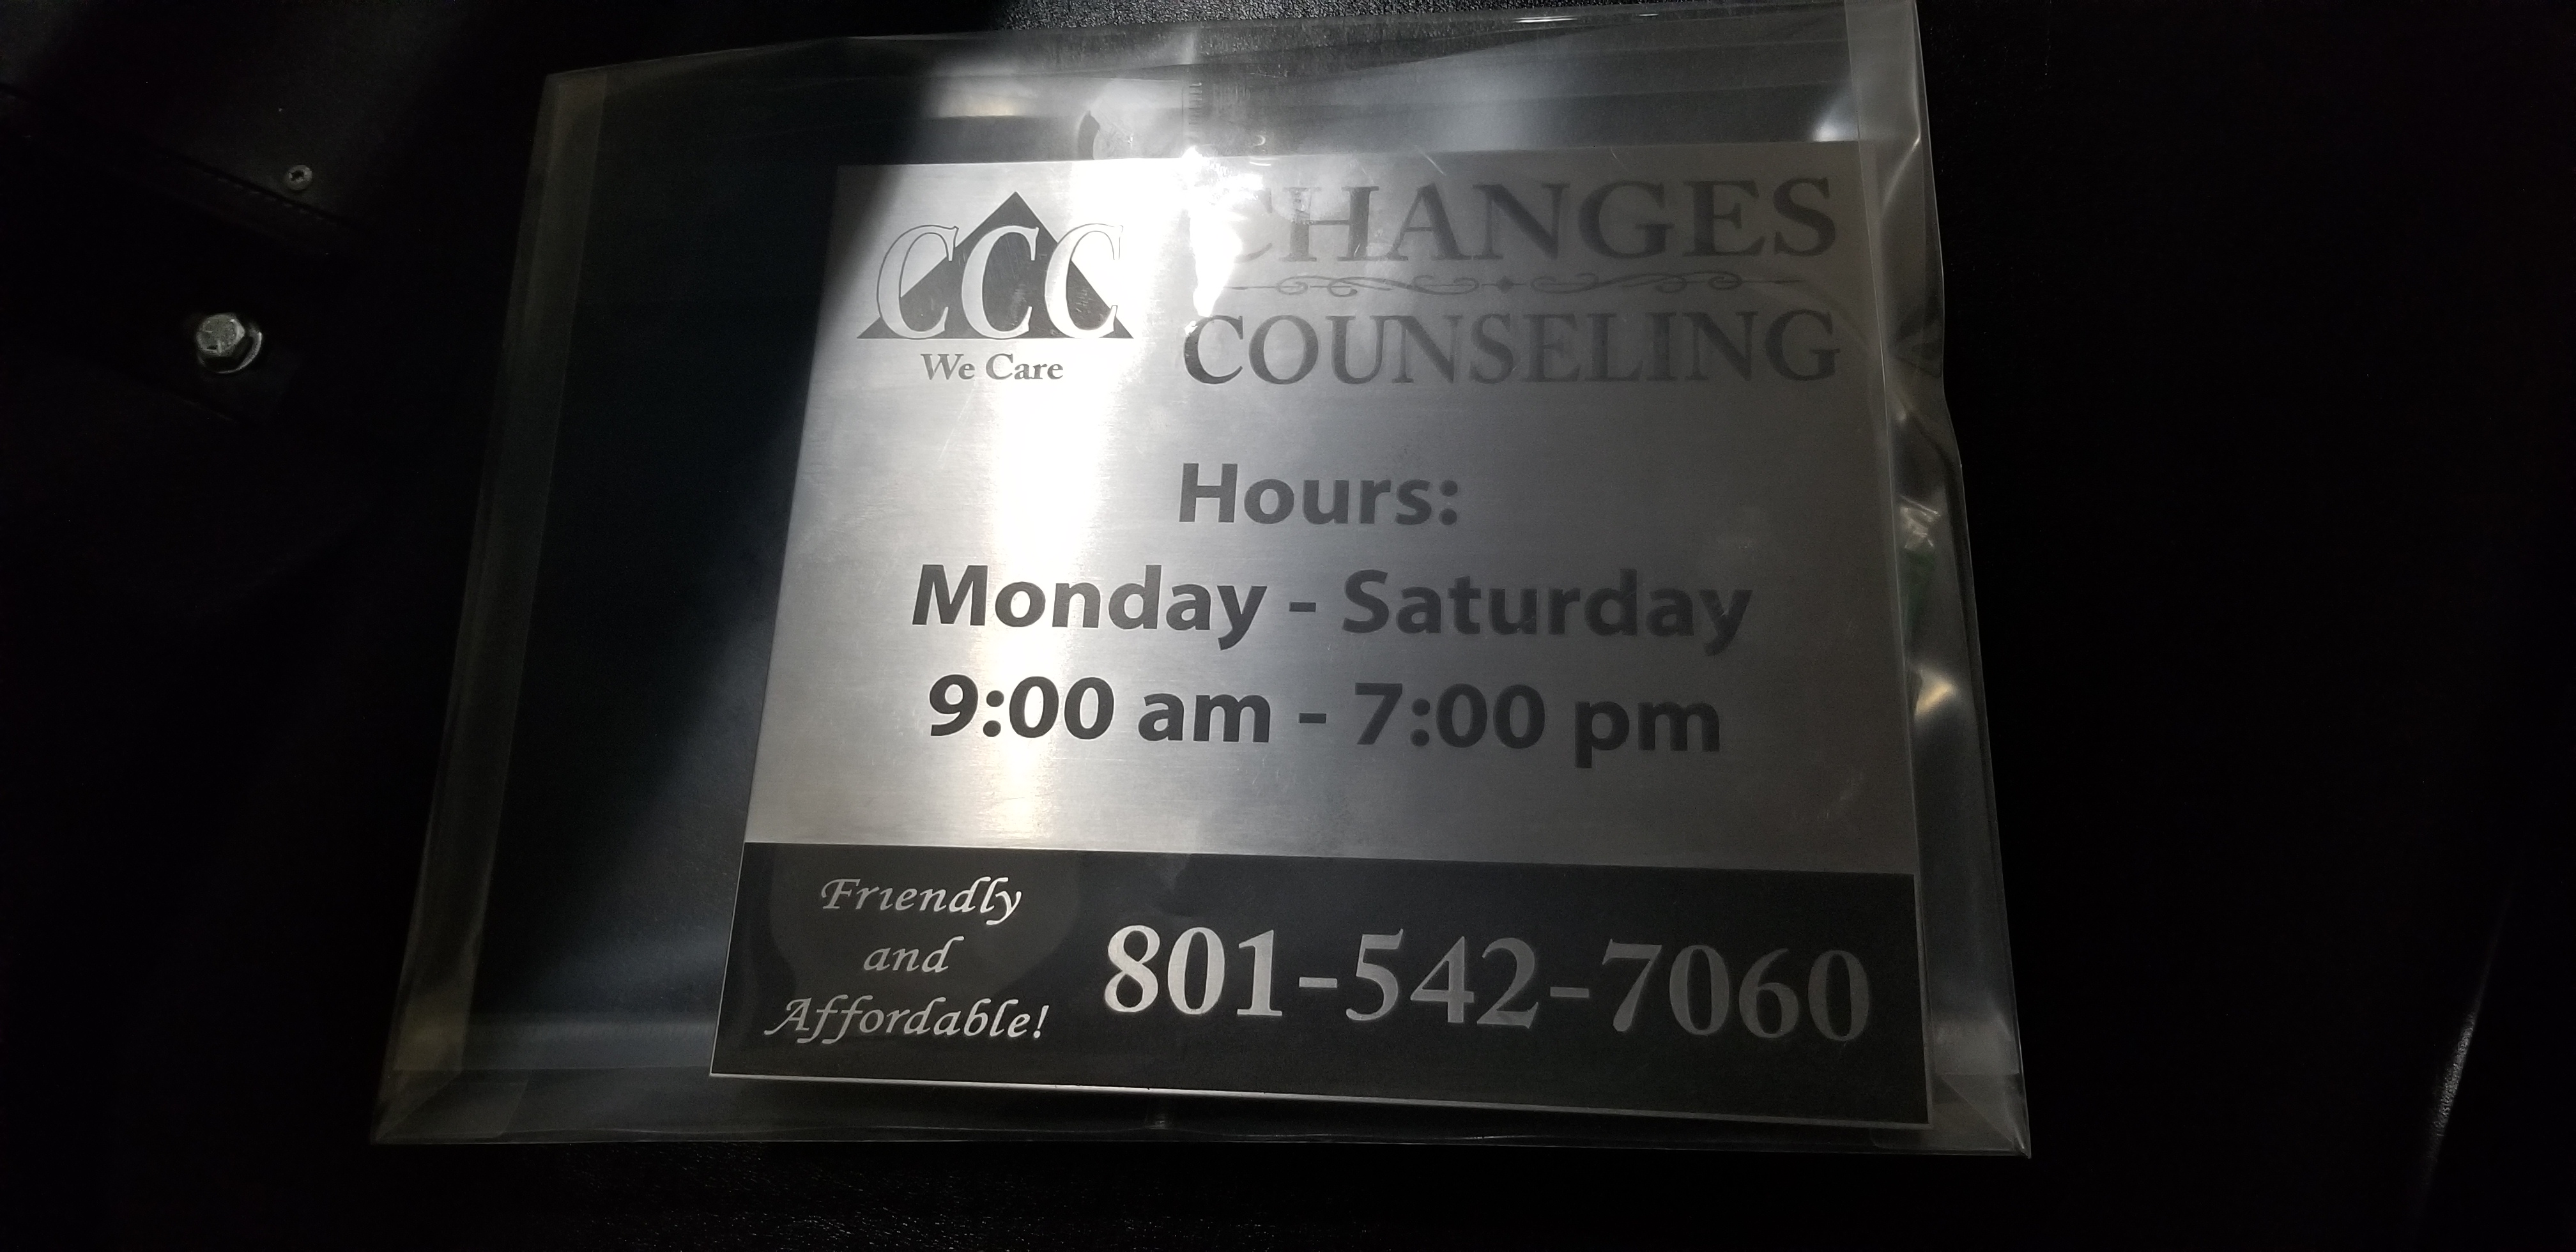 CCC
We Care
CHANGES
COUNSELING
Hours:
Monday - Saturday
9:00 am - 7:00 pm
Friendly
and
Affordable!
801-542-7060